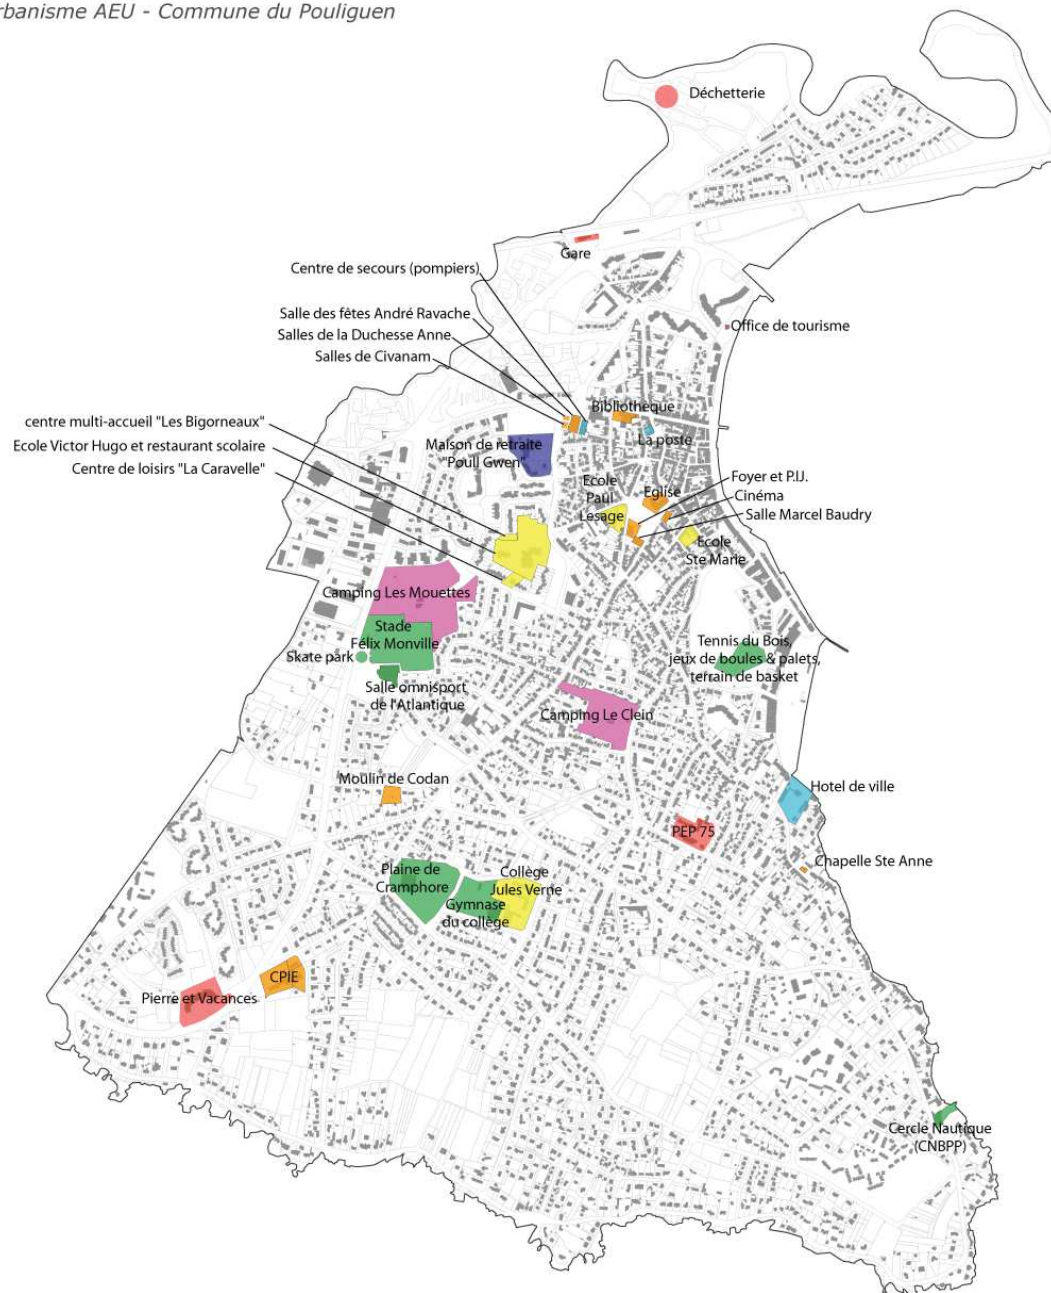 rbanisme AEU - Commune du Pouliguen
Déchetterie
Gare
Centre de secours (pompiers)
Salle des fêtes André Ravache
Office de tourisme
Salles de la Duchesse Anne
Salles de Civanam
centre multi-accueil "Les Bigorneaux"
Bibliothèque
Ecole Victor Hugo et restaurant scolaire
Maison de retraite
"Poull Gwen"
La poste
Centre de loisirs "La Caravelle"
Ecole
Paul
Lesage
Eglise
Foyer et P.I.J.
Cinéma
Salle Marcel Baudry
Ecole
Ste Marie
Camping Les Mouettes
Stade
Félix Monville
Skate park
Tennis du Bois,
jeux de boules & palets,
terrain de basket
Salle omnisport
de l'Atlantique
Camping Le Clein
Moulin de Codan
Hotel de ville
PEP 75
Chapelle Ste Anne
Plaine de
Cramphore
Collège
Jules Verne
Gymnase
du collège
CPIE
Pierre et Vacances
Cercle Nautique
(CNBPP)